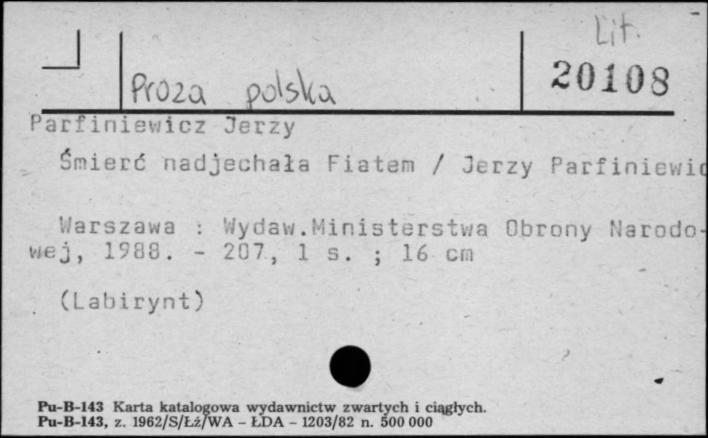 Lit.
20108
Proza polska
Parfiniewicz Jerzy
Śmierć nadjechała Fiatem / Jerzy Parfiniewic
Warszawa : Wydaw.Ministerstwa Obrony Narodo-
wej, 1988. - 207, 1 s. ; 16 cm
(Labirynt)
Pu-B-143 Karta katalogowa wydawnictw zwartych i ciągłych.
Pu-B-143, z. 1962/S/Łź/WA - ŁDA - 1203/82 n. 500 000